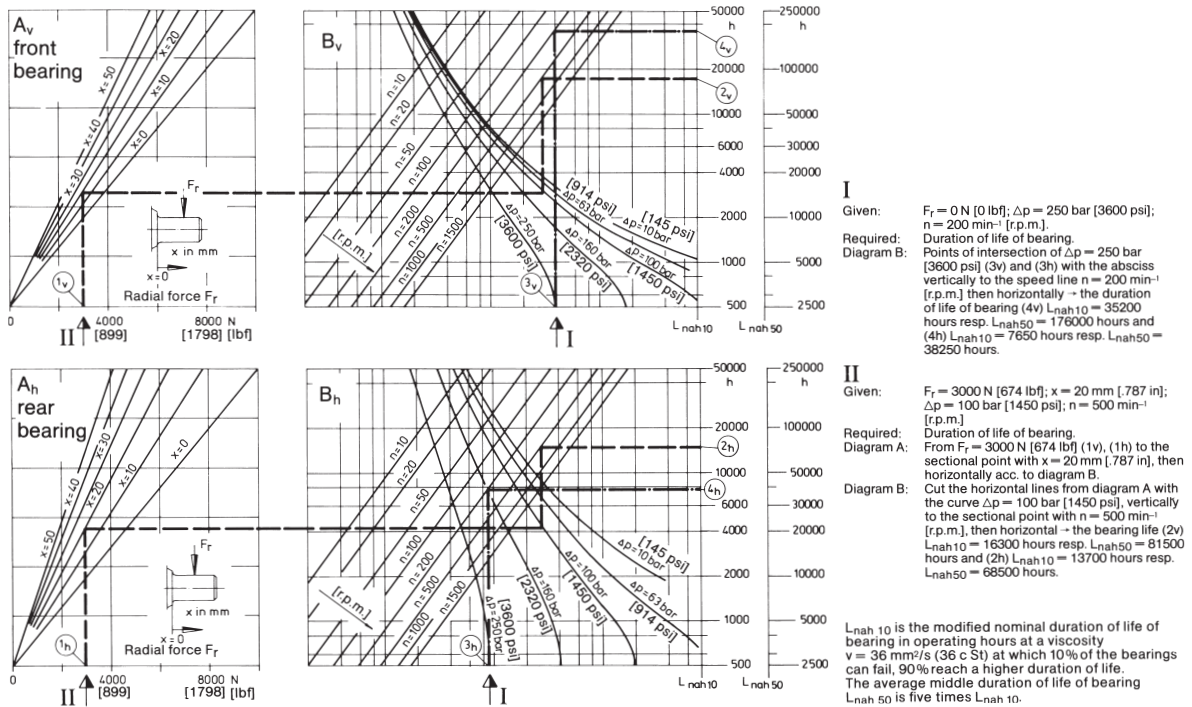 Av
front
bearing
x=50
x=40
x=30
x=20
x=10
x=0
Fr
x in mm
x=0
1v
Radial force Fr
0 4000 8000 N
[899] [1798] [lbf]
II
Bv
n=10
n=20
n=50
n=100
n=200
n=500
n=1000
n=1500
[r.p.m.]
Δp=250 bar
[3600 psi]
Δp=160 bar
[2320 psi]
Δp=100 bar
[1450 psi]
[914 psi]
Δp=63 bar
[145 psi]
Δp=10 bar
3v
I
4v
2v
50000 250000
h h
20000 100000
10000 50000
6000 30000
4000 20000
2000 10000
1000 5000
500 2500
Lnah10 Lnah50
Ah
rear
bearing
x=50
x=40
x=30
x=20
x=10
x=0
Fr
x in mm
x=0
1h
Radial force Fr
0 4000 8000 N
[899] [1798] [lbf]
II
Bh
n=10
n=20
n=50
n=100
n=200
n=500
n=1000
n=1500
[r.p.m.]
[3600 psi]
Δp=250 bar
Δp=160 bar
[2320 psi]
Δp=100 bar
[1450 psi]
[145 psi]
Δp=10 bar
Δp=63 bar
[914 psi]
3h
I
2h
4h
50000 250000
h h
20000 100000
10000 50000
6000 30000
4000 20000
2000 10000
1000 5000
500 2500
Lnah10 Lnah50
I
Given: Fr = 0 N [0 lbf]; △p = 250 bar [3600 psi];
n = 200 min⁻¹ [r.p.m.].
Required: Duration of life of bearing.
Diagram B: Points of intersection of △p = 250 bar
[3600 psi] (3v) and (3h) with the absciss
vertically to the speed line n = 200 min⁻¹
[r.p.m.] then horizontally → the duration
of life of bearing (4v) Lnah10 = 35200
hours resp. Lnah50 = 176000 hours and
(4h) Lnah10 = 7650 hours resp. Lnah50 =
38250 hours.
II
Given: Fr = 3000 N [674 lbf]; x = 20 mm [.787 in];
△p = 100 bar [1450 psi]; n = 500 min⁻¹
[r.p.m.]
Required: Duration of life of bearing.
Diagram A: From Fr = 3000 N [674 lbf] (1v), (1h) to the
sectional point with x = 20 mm [.787 in], then
horizontally acc. to diagram B.
Diagram B: Cut the horizontal lines from diagram A with
the curve △p = 100 bar [1450 psi], vertically
to the sectional point with n = 500 min⁻¹
[r.p.m.], then horizontal → the bearing life (2v)
Lnah10 = 16300 hours resp. Lnah50 = 81500
hours and (2h) Lnah10 = 13700 hours resp.
Lnah50 = 68500 hours.
Lnah 10 is the modified nominal duration of life of
bearing in operating hours at a viscosity
v = 36 mm²/s (36 c St) at which 10% of the bearings
can fail, 90% reach a higher duration of life.
The average middle duration of life of bearing
Lnah 50 is five times Lnah 10.